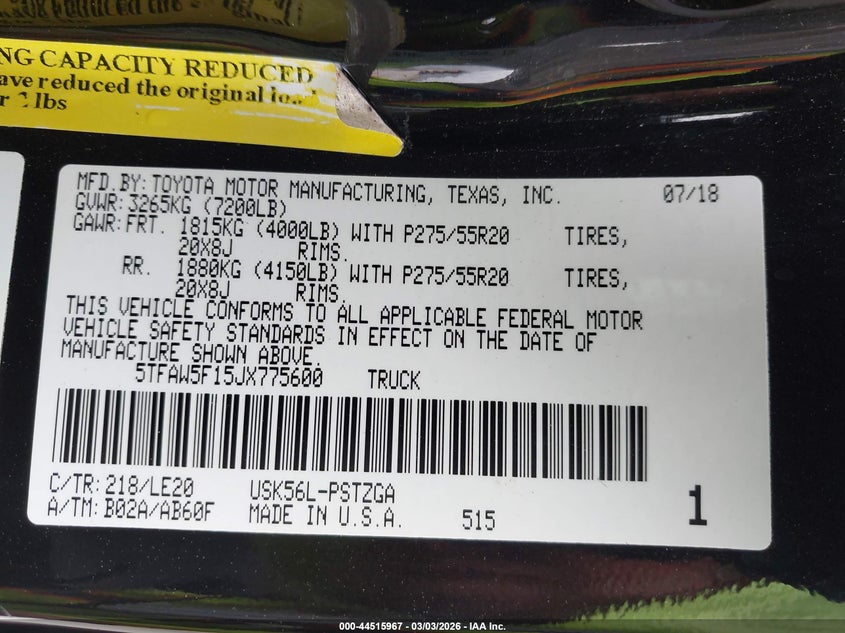 NG CAPACITY REDUCED
ave reduced the original
lbs
MFD.BY:TOYOTA MOTOR MANUFACTURING, TEXAS, INC. 07/18
GVWR:3265KG (7200LB)
GAWR:FRT. 1815KG (4000LB) WITH P275/55R20 TIRES,
20X8J RIMS.
RR. 1880KG (4150LB) WITH P275/55R20 TIRES,
20X8J RIMS.
THIS VEHICLE CONFORMS TO ALL APPLICABLE FEDERAL MOTOR
VEHICLE SAFETY STANDARDS IN EFFECT ON THE DATE OF
MANUFACTURE SHOWN ABOVE.
5TFAW5F15JX775600 TRUCK
C/TR:218/LE20 USK56L-PSTZGA
A/TM:B02A/AB60F MADE IN U.S.A. 515 1
000-44515967 - 03/03/2026 - IAA Inc.